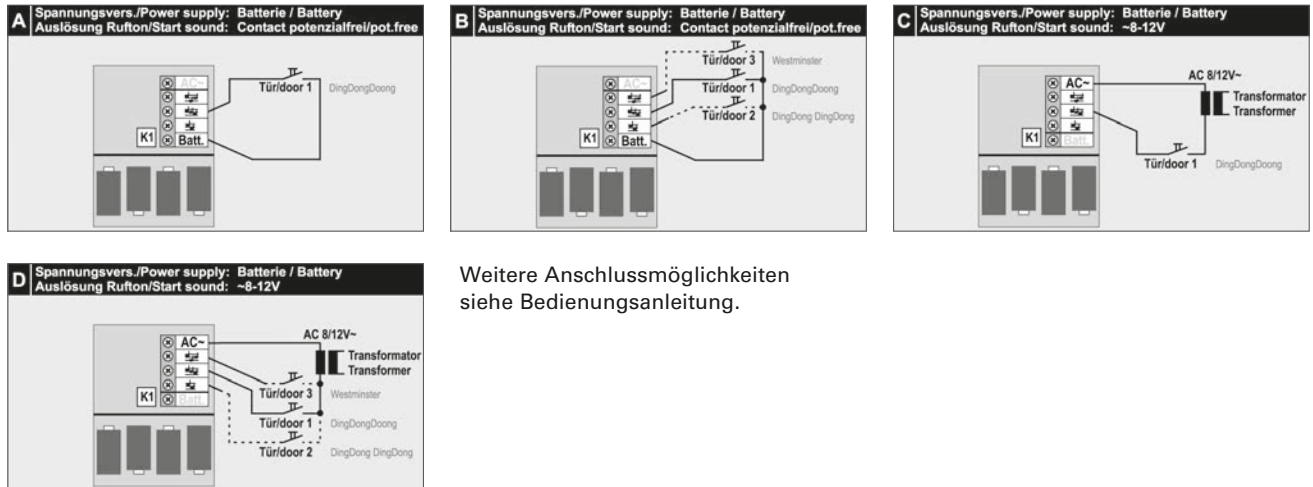 A
Spannungsvers./Power supply: Batterie / Battery
Auslösung Rufton/Start sound: Contact potenzialfrei/pot.free
AC~
Tür/door 1 DingDongDoong
K1 Batt.
B
Spannungsvers./Power supply: Batterie / Battery
Auslösung Rufton/Start sound: Contact potenzialfrei/pot.free
Tür/door 3 Westminster
AC~
Tür/door 1 DingDongDoong
Tür/door 2 DingDong DingDong
K1 Batt.
C
Spannungsvers./Power supply: Batterie / Battery
Auslösung Rufton/Start sound: ~8-12V
AC~ AC 8/12V~
Transformator
Transformer
K1 Batt.
Tür/door 1 DingDongDoong
D
Spannungsvers./Power supply: Batterie / Battery
Auslösung Rufton/Start sound: ~8-12V
AC~ AC 8/12V~
Transformator
Transformer
K1 Batt.
Tür/door 3 Westminster
Tür/door 1 DingDongDoong
Tür/door 2 DingDong DingDong
Weitere Anschlussmöglichkeiten
siehe Bedienungsanleitung.